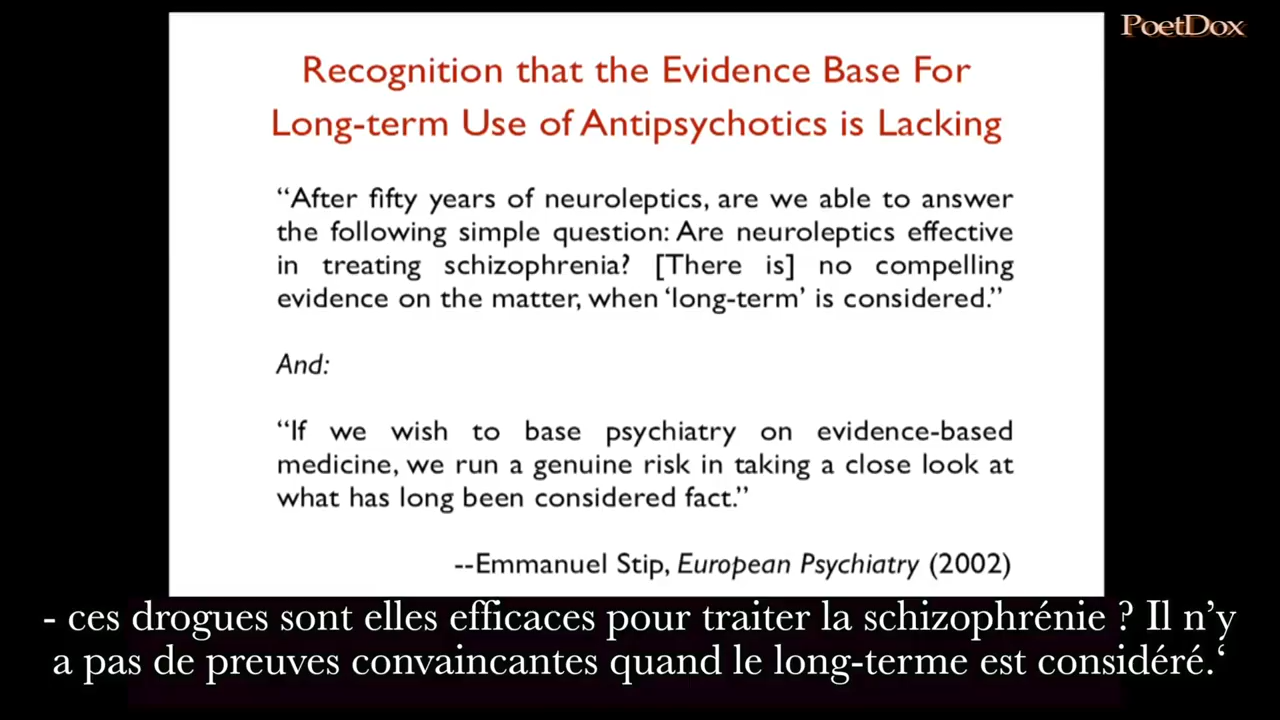 PoetDox
Recognition that the Evidence Base For
Long-term Use of Antipsychotics is Lacking
“After fifty years of neuroleptics, are we able to answer
the following simple question: Are neuroleptics effective
in treating schizophrenia? [There is] no compelling
evidence on the matter, when ‘long-term’ is considered.”
And:
“If we wish to base psychiatry on evidence-based
medicine, we run a genuine risk in taking a close look at
what has long been considered fact.”
--Emmanuel Stip, European Psychiatry (2002)
- ces drogues sont elles efficaces pour traiter la schizophrénie ? Il n’y
a pas de preuves convaincantes quand le long-terme est considéré.‘